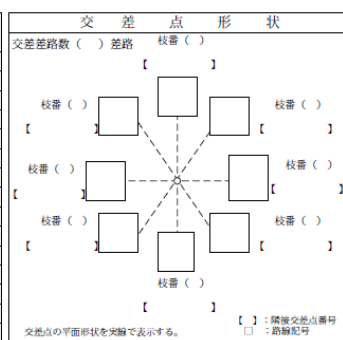 交差点形状
交差差路数（　）差路
枝番（　）
【　】
枝番（　）
【　】
枝番（　）
【　】
枝番（　）
【　】
枝番（　）
【　】
枝番（　）
【　】
枝番（　）
【　】
枝番（　）
【　】
【　】：隣接交差点番号
交差点の平面形状を実線で表示する。
□　：路線記号